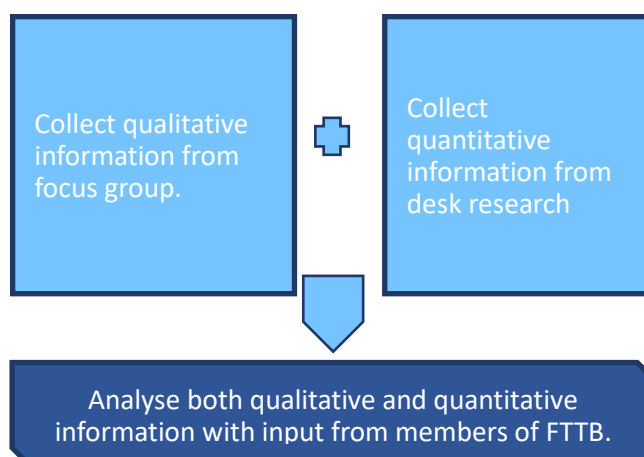 Collect qualitative
information from
focus group.
Collect
quantitative
information from
desk research
Analyse both qualitative and quantitative
information with input from members of FTTB.